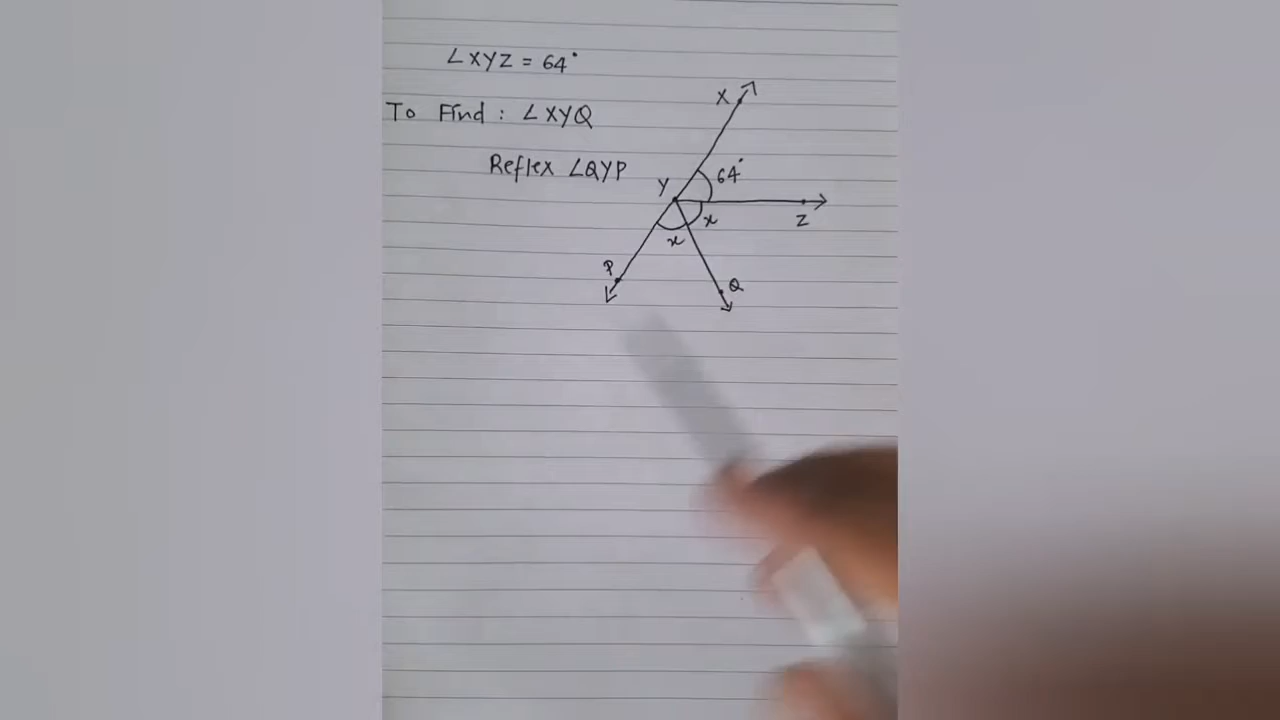 ∠XYZ = 64°
To Find : ∠XYQ
Reflex ∠QYP
X
64°
Y
Z
x
x
P
Q